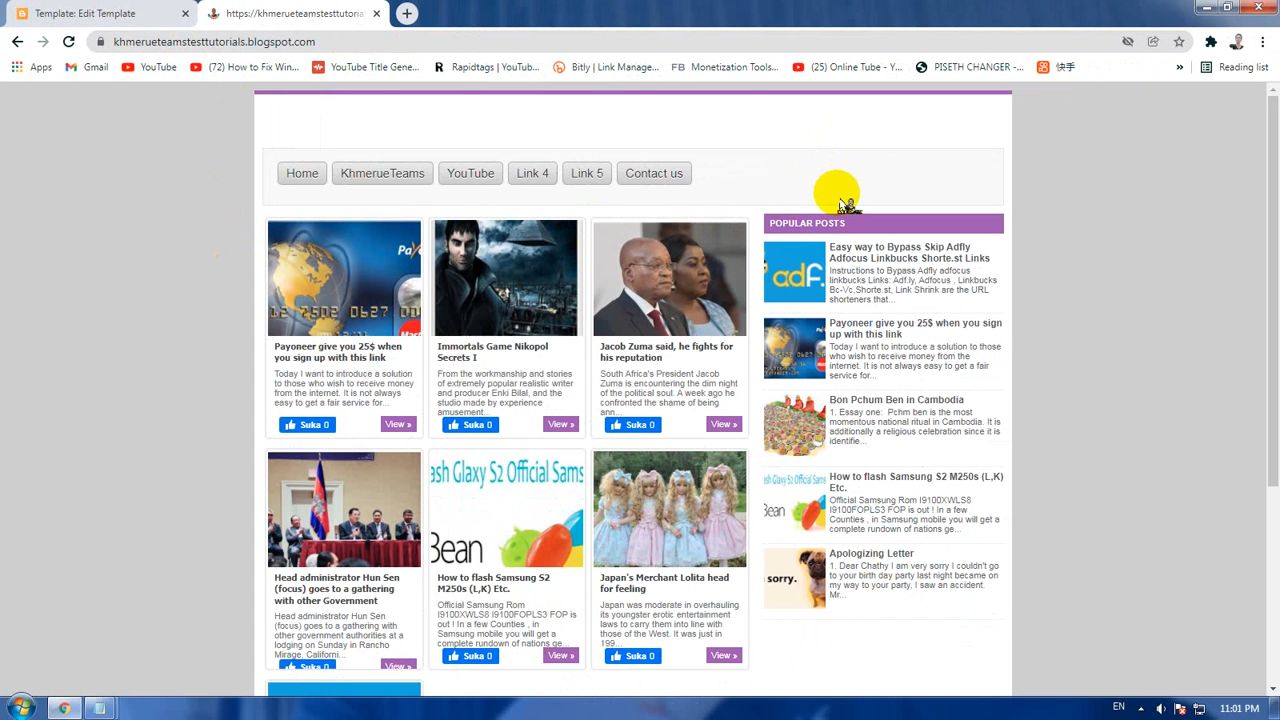 Template: Edit Template
https://khmerueteamstesttutorial
khmerueteamstesttutorials.blogspot.com
Apps
Gmail
YouTube
(72) How to Fix Win...
YouTube Title Gene...
Rapidtags | YouTub...
Bitly | Link Manage...
FB
Monetization Tools...
(25) Online Tube - Y...
PISETH CHANGER -...
快手
»
Reading list
Home
KhmerueTeams
YouTube
Link 4
Link 5
Contact us
Payoneer give you 25$ when
you sign up with this link
Today I want to introduce a solution
to those who wish to receive money
from the internet. It is not always
easy to get a fair service for...
Suka 0
View »
Immortals Game Nikopol
Secrets I
From the workmanship and stories
of extremely popular realistic writer
and producer Enki Bilal, and the
studio made by experience
amusement...
Suka 0
View »
Jacob Zuma said, he fights for
his reputation
South Africa's President Jacob
Zuma is encountering the dim night
of the political soul. A week ago he
confronted the shame of being
ann...
Suka 0
View »
Head administrator Hun Sen
(focus) goes to a gathering
with other Government
Head administrator Hun Sen
(focus) goes to a gathering with
other government authorities at a
lodging on Sunday in Rancho
Mirage, Californi...
Suka 0
View »
ash Glaxy S2 Official Sams
Bean
How to flash Samsung S2
M250s (L,K) Etc.
Official Samsung Rom
I9100XWLS8 I9100FOPLS3 FOP is
out ! In a few Counties , in
Samsung mobile you will get a
complete rundown of nations ge...
Suka 0
View »
Japan's Merchant Lolita head
for feeling
Japan was moderate in overhauling
its youngster erotic entertainment
laws to carry them into line with
those of the West. It was just in
199...
Suka 0
View »
POPULAR POSTS
adf.
Easy way to Bypass Skip Adfly
Adfocus Linkbucks Shorte.st Links
Instructions to Bypass Adfly adfocus
linkbucks Links: Adf.ly, Adfocus , Linkbucks
Bc-Vc,Shorte.st, Link Shrink are the URL
shorteners that...
Payoneer give you 25$ when you sign
up with this link
Today I want to introduce a solution to those
who wish to receive money from the
internet. It is not always easy to get a fair
service for...
Bon Pchum Ben in Cambodia
1. Essay one: Pchm ben is the most
momentous national ritual in Cambodia. It is
additionally a religious celebration since it is
identifie...
How to flash Samsung S2 M250s (L,K)
Etc.
Official Samsung Rom I9100XWLS8
I9100FOPLS3 FOP is out ! In a few
Counties , in Samsung mobile you will get a
complete rundown of nations ge...
sorry.
Apologizing Letter
1. Dear Chathy I am very sorry I couldn't go
to your birth day party last night became on
my way to your party, I saw an accident.
Mr...
EN
11:01 PM